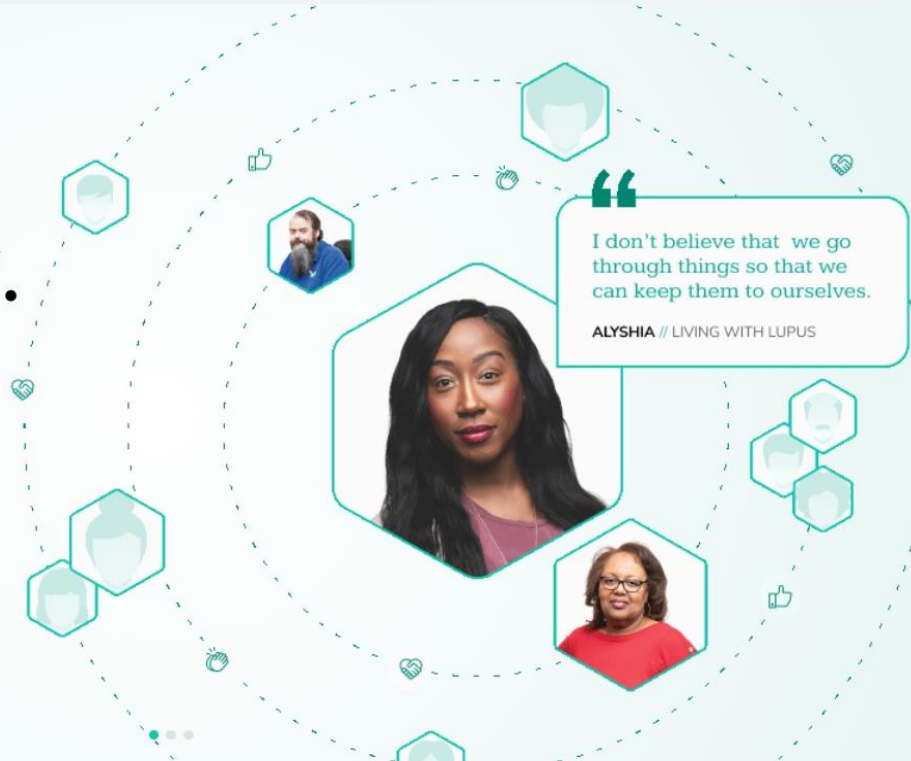 I don't believe that  we go
through things so that we
can keep them to ourselves.
ALYSHIA // LIVING WITH LUPUS